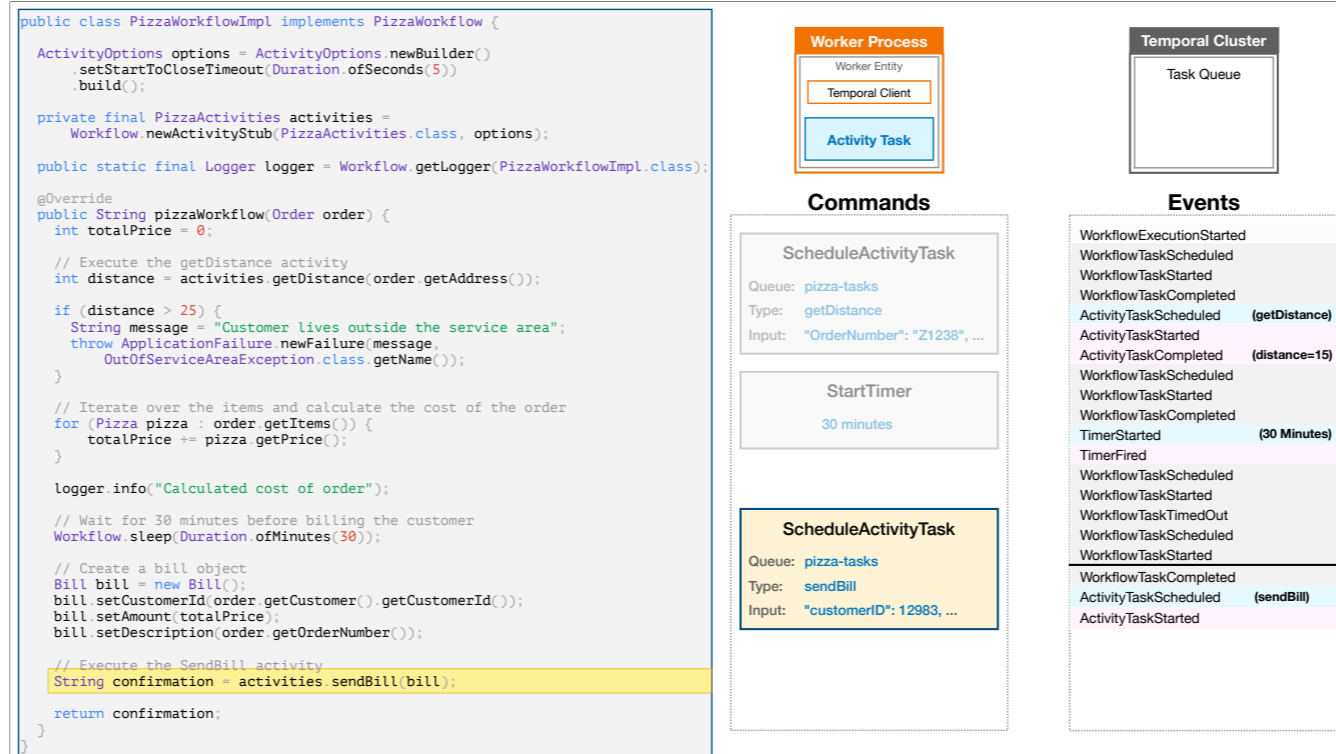 public class PizzaWorkflowImpl implements PizzaWorkflow {
ActivityOptions options = ActivityOptions.newBuilder()
.setStartToCloseTimeout(Duration.ofSeconds(5))
.build();
private final PizzaActivities activities =
Workflow.newActivityStub(PizzaActivities.class, options);
public static final Logger logger = Workflow.getLogger(PizzaWorkflowImpl.class);
@Override
public String pizzaWorkflow(Order order) {
int totalPrice = 0;
// Execute the getDistance activity
int distance = activities.getDistance(order.getAddress());
if (distance > 25) {
String message = "Customer lives outside the service area";
throw ApplicationFailure.newFailure(message,
OutOfServiceAreaException.class.getName());
}
// Iterate over the items and calculate the cost of the order
for (Pizza pizza : order.getItems()) {
totalPrice += pizza.getPrice();
}
logger.info("Calculated cost of order");
// Wait for 30 minutes before billing the customer
Workflow.sleep(Duration.ofMinutes(30));
// Create a bill object
Bill bill = new Bill();
bill.setCustomerId(order.getCustomer().getCustomerId());
bill.setAmount(totalPrice);
bill.setDescription(order.getOrderNumber());
// Execute the SendBill activity
String confirmation = activities.sendBill(bill);
return confirmation;
}
}
Worker Process
Worker Entity
Temporal Client
Activity Task
Commands
ScheduleActivityTask
Queue: pizza-tasks
Type: getDistance
Input: "OrderNumber": "Z1238", ...
StartTimer
30 minutes
ScheduleActivityTask
Queue: pizza-tasks
Type: sendBill
Input: "customerID": 12983, ...
Temporal Cluster
Task Queue
Events
WorkflowExecutionStarted
WorkflowTaskScheduled
WorkflowTaskStarted
WorkflowTaskCompleted
ActivityTaskScheduled (getDistance)
ActivityTaskStarted
ActivityTaskCompleted (distance=15)
WorkflowTaskScheduled
WorkflowTaskStarted
WorkflowTaskCompleted
TimerStarted (30 Minutes)
TimerFired
WorkflowTaskScheduled
WorkflowTaskStarted
WorkflowTaskTimedOut
WorkflowTaskScheduled
WorkflowTaskStarted
WorkflowTaskCompleted
ActivityTaskScheduled (sendBill)
ActivityTaskStarted